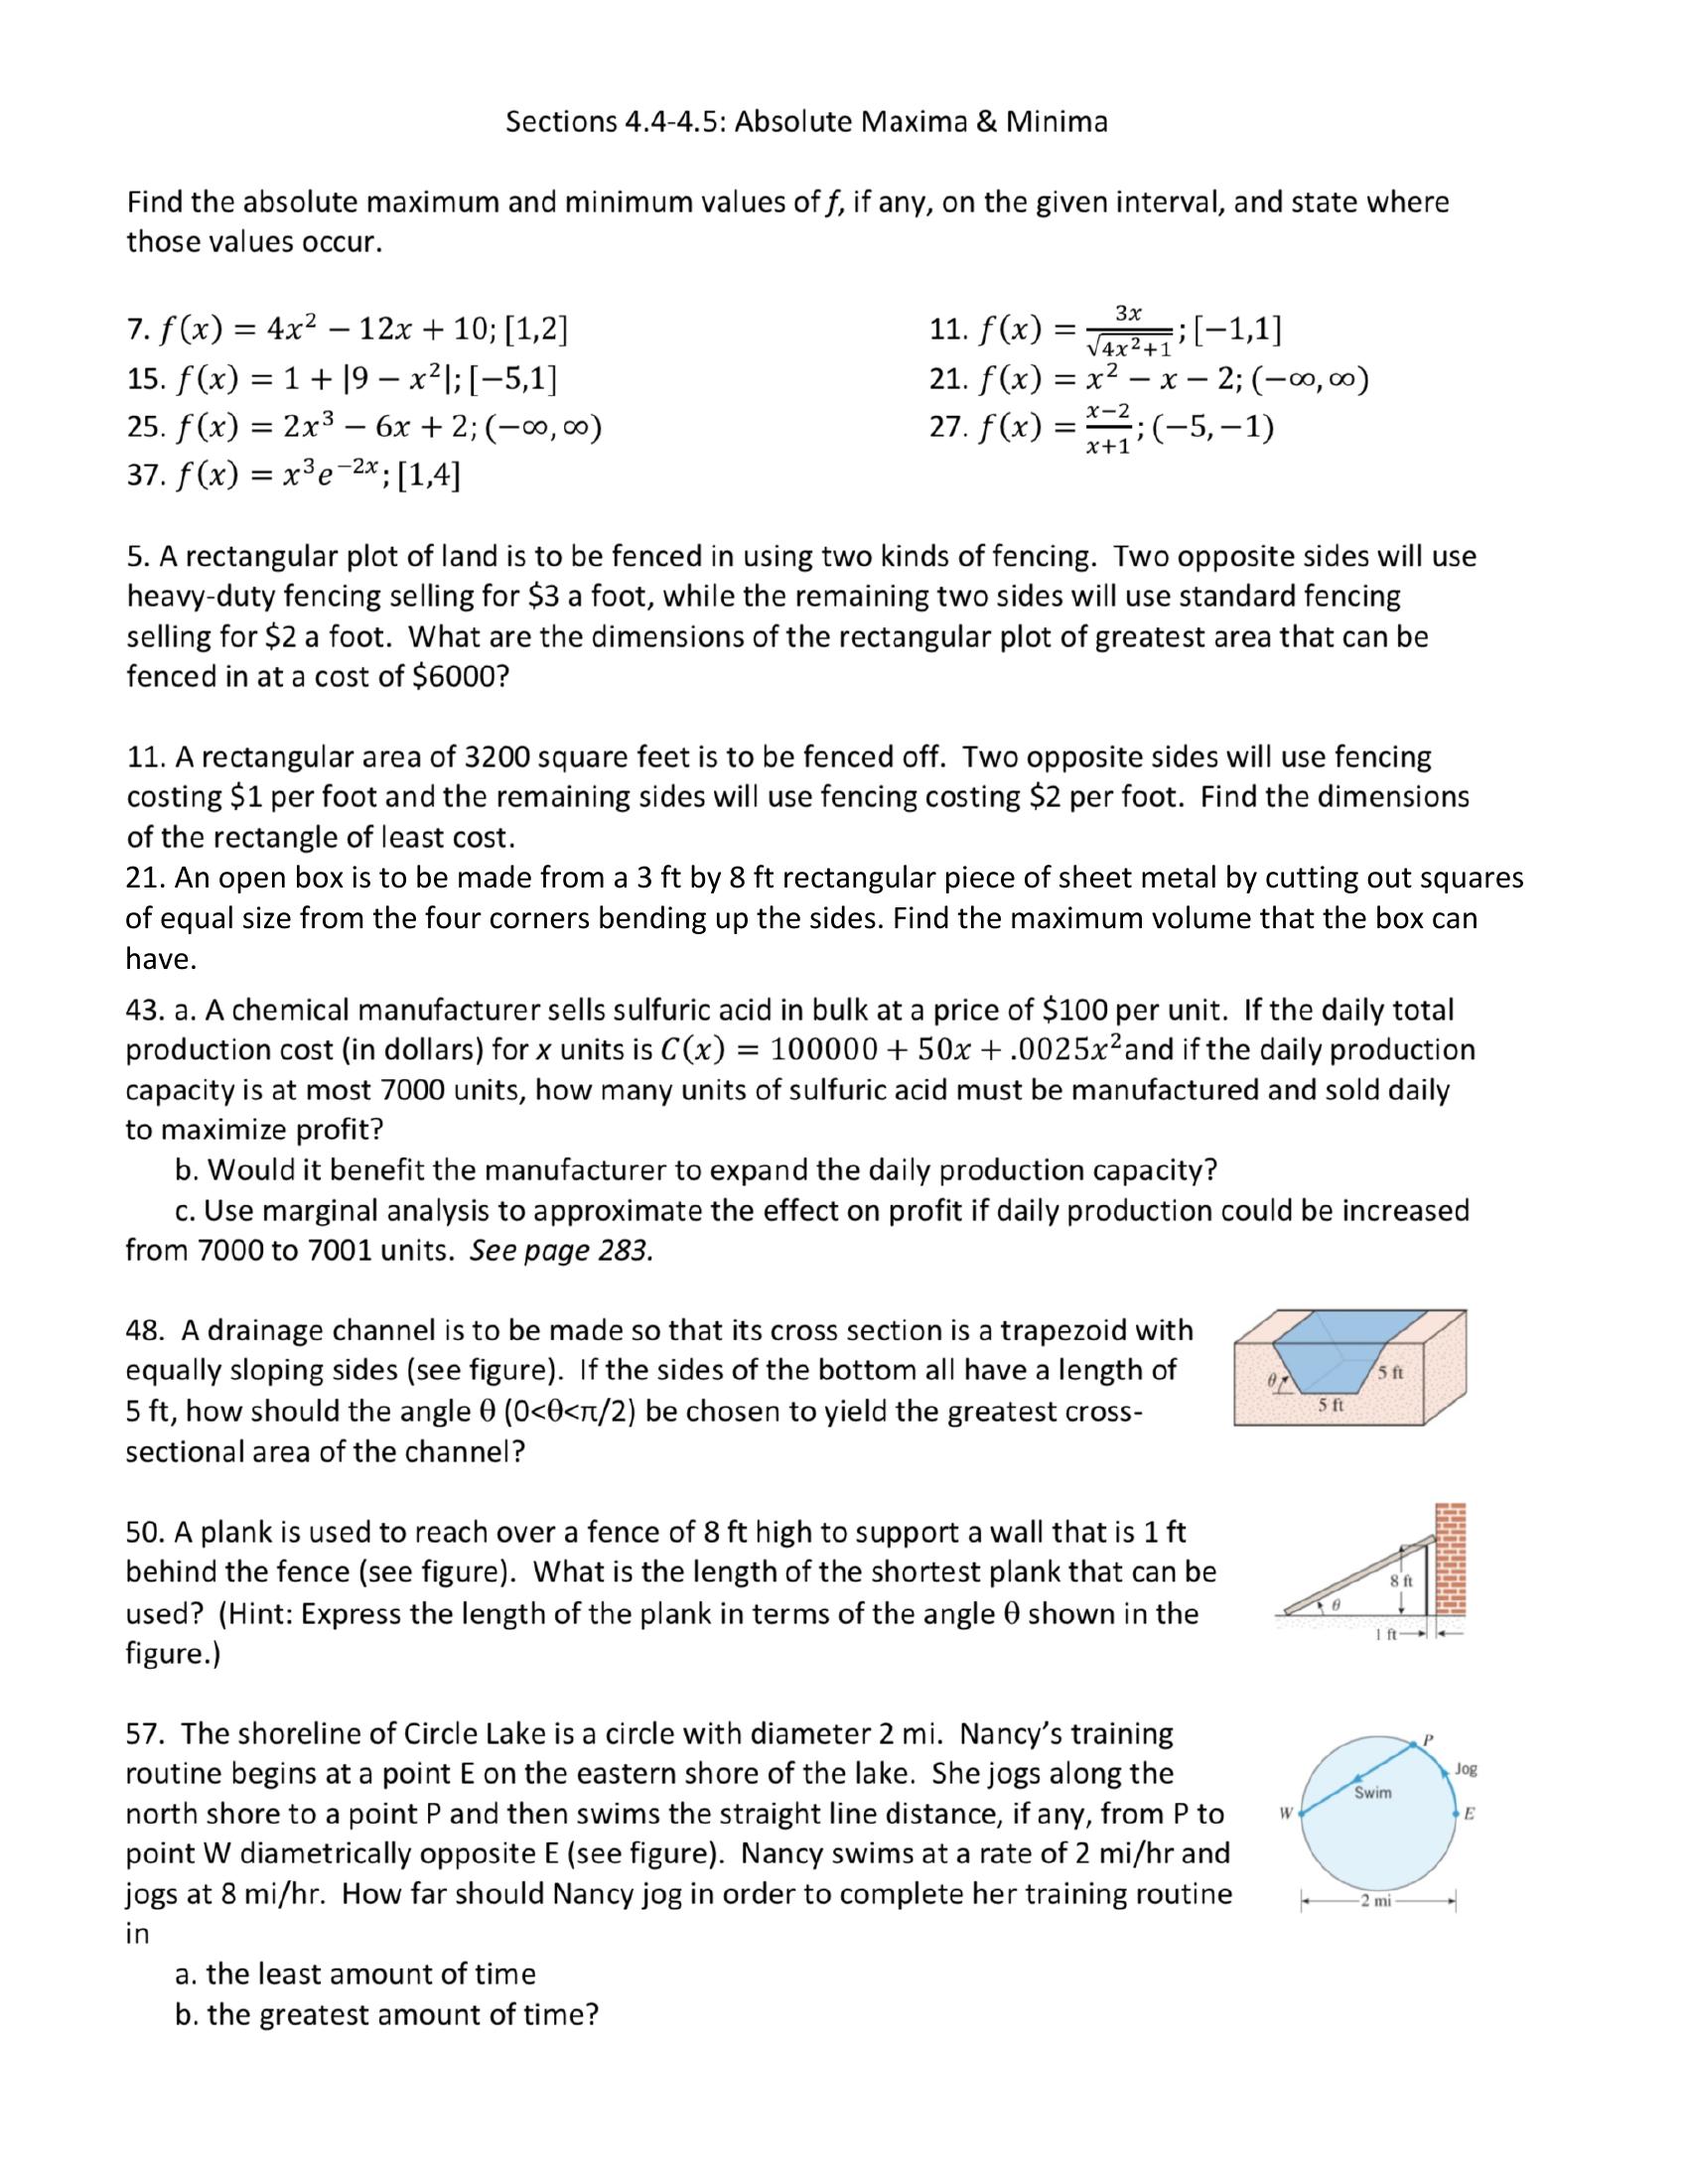 Sections 4.4-4.5: Absolute Maxima & Minima
Find the absolute maximum and minimum values of f, if any, on the given interval, and state where
those values occur.
7. f(x) = 4x² − 12x + 10; [1,2]
11. f(x) = 3x/√(4x²+1); [−1,1]
15. f(x) = 1 + |9 − x²|; [−5,1]
21. f(x) = x² − x − 2; (−∞, ∞)
25. f(x) = 2x³ − 6x + 2; (−∞, ∞)
27. f(x) = (x−2)/(x+1); (−5, −1)
37. f(x) = x³e⁻²ˣ; [1,4]
5. A rectangular plot of land is to be fenced in using two kinds of fencing.  Two opposite sides will use
heavy-duty fencing selling for $3 a foot, while the remaining two sides will use standard fencing
selling for $2 a foot.  What are the dimensions of the rectangular plot of greatest area that can be
fenced in at a cost of $6000?
11. A rectangular area of 3200 square feet is to be fenced off.  Two opposite sides will use fencing
costing $1 per foot and the remaining sides will use fencing costing $2 per foot.  Find the dimensions
of the rectangle of least cost.
21. An open box is to be made from a 3 ft by 8 ft rectangular piece of sheet metal by cutting out squares
of equal size from the four corners bending up the sides. Find the maximum volume that the box can
have.
43. a. A chemical manufacturer sells sulfuric acid in bulk at a price of $100 per unit.  If the daily total
production cost (in dollars) for x units is C(x) = 100000 + 50x + .0025x² and if the daily production
capacity is at most 7000 units, how many units of sulfuric acid must be manufactured and sold daily
to maximize profit?
b. Would it benefit the manufacturer to expand the daily production capacity?
c. Use marginal analysis to approximate the effect on profit if daily production could be increased
from 7000 to 7001 units.  See page 283.
48.  A drainage channel is to be made so that its cross section is a trapezoid with
equally sloping sides (see figure).  If the sides of the bottom all have a length of
5 ft, how should the angle θ (0<θ<π/2) be chosen to yield the greatest cross-
sectional area of the channel?
θ
5 ft
5 ft
50. A plank is used to reach over a fence of 8 ft high to support a wall that is 1 ft
behind the fence (see figure).  What is the length of the shortest plank that can be
used?  (Hint: Express the length of the plank in terms of the angle θ shown in the
figure.)
8 ft
θ
1 ft
57.  The shoreline of Circle Lake is a circle with diameter 2 mi.  Nancy’s training
routine begins at a point E on the eastern shore of the lake.  She jogs along the
north shore to a point P and then swims the straight line distance, if any, from P to
point W diametrically opposite E (see figure).  Nancy swims at a rate of 2 mi/hr and
jogs at 8 mi/hr.  How far should Nancy jog in order to complete her training routine
in
a. the least amount of time
b. the greatest amount of time?
P
Jog
Swim
W
E
2 mi